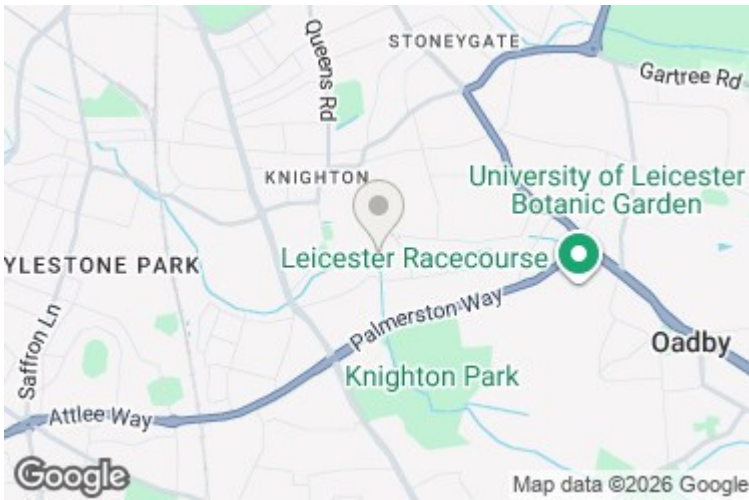 STONEYGATE
Queens Rd
Gartree Rd
KNIGHTON
University of Leicester
Botanic Garden
Leicester Racecourse
YLESTONE PARK
Saffron Ln
Palmerston Way
Oadby
Knighton Park
Attlee Way
Google
Map data ©2026 Google